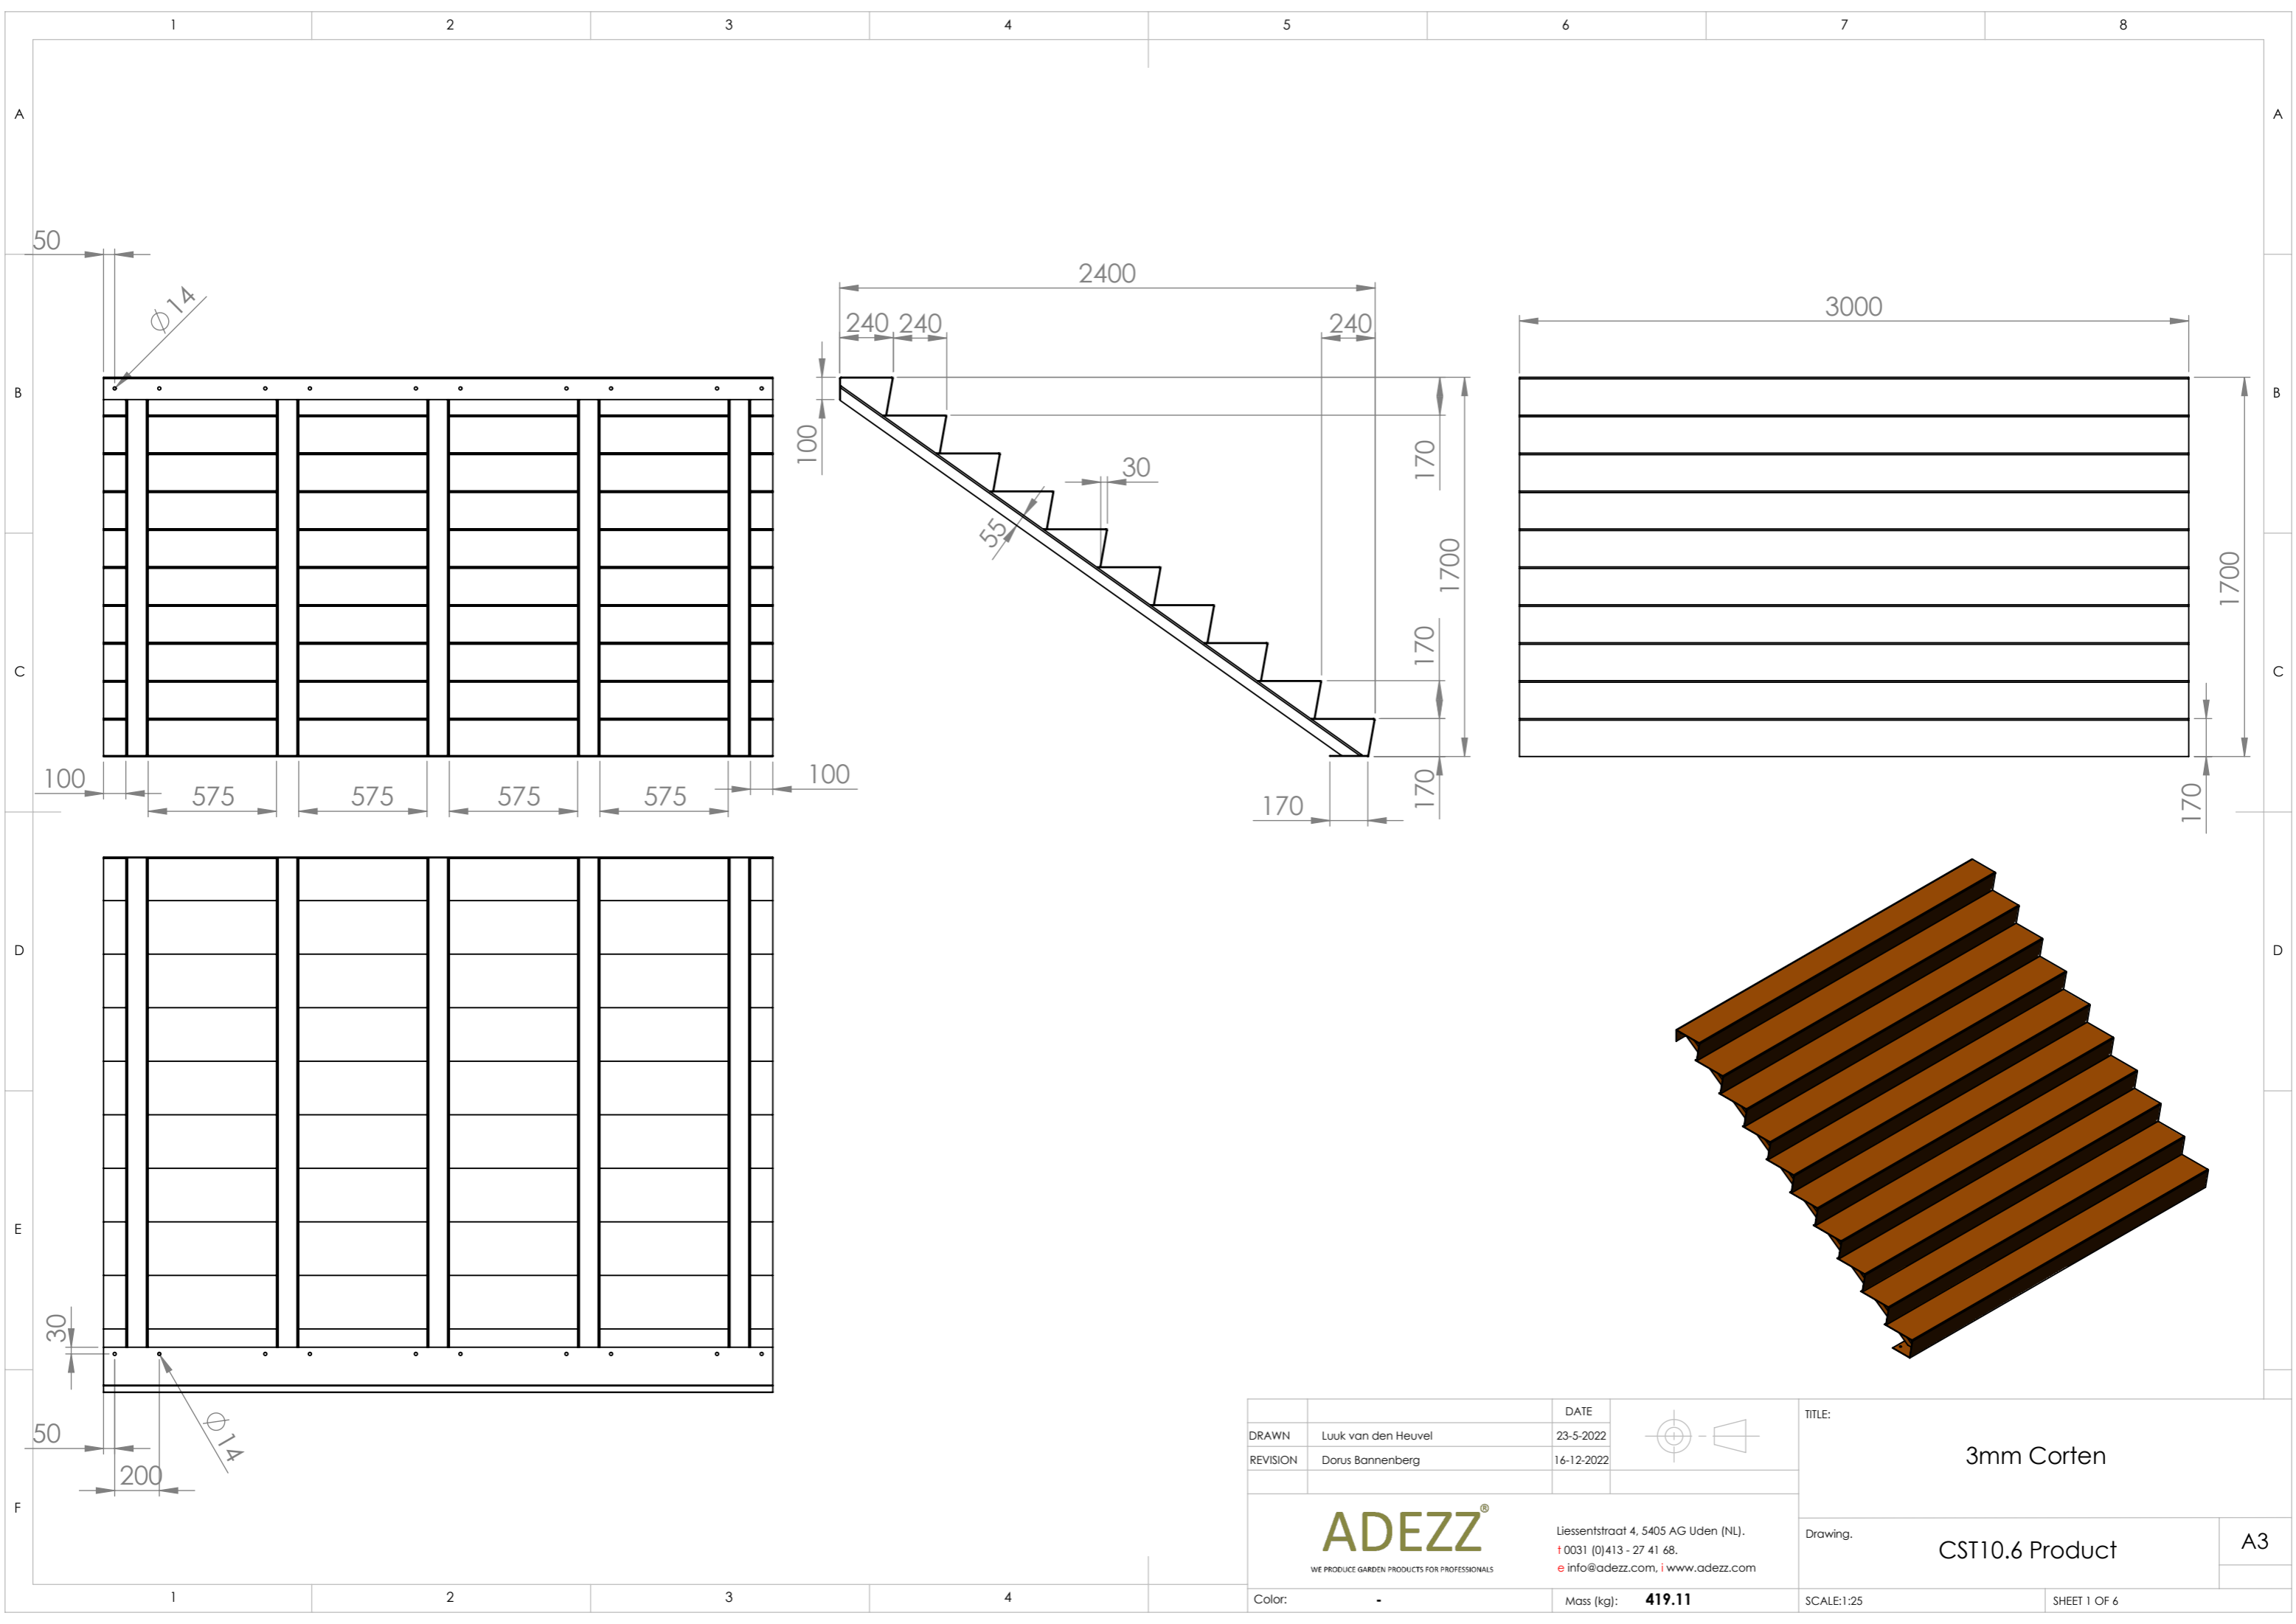 1 2 3 4 5 6 7 8
A A
B B
C C
D D
E
F
50
Ø14
100
575
575
575
575
100
2400
240 240
240
100
30
55
170
1700
170
170
170
3000
1700
170
30
50
200
Ø14
DATE
DRAWN Luuk van den Heuvel 23-5-2022
REVISION Dorus Bannenberg 16-12-2022
TITLE:
3mm Corten
ADEZZ®
WE PRODUCE GARDEN PRODUCTS FOR PROFESSIONALS
Liessentstraat 4, 5405 AG Uden (NL).
t 0031 (0)413 - 27 41 68.
e info@adezz.com, i www.adezz.com
Drawing.
CST10.6 Product
A3
Color: -
Mass (kg): 419.11
SCALE:1:25
SHEET 1 OF 6
1 2 3 4